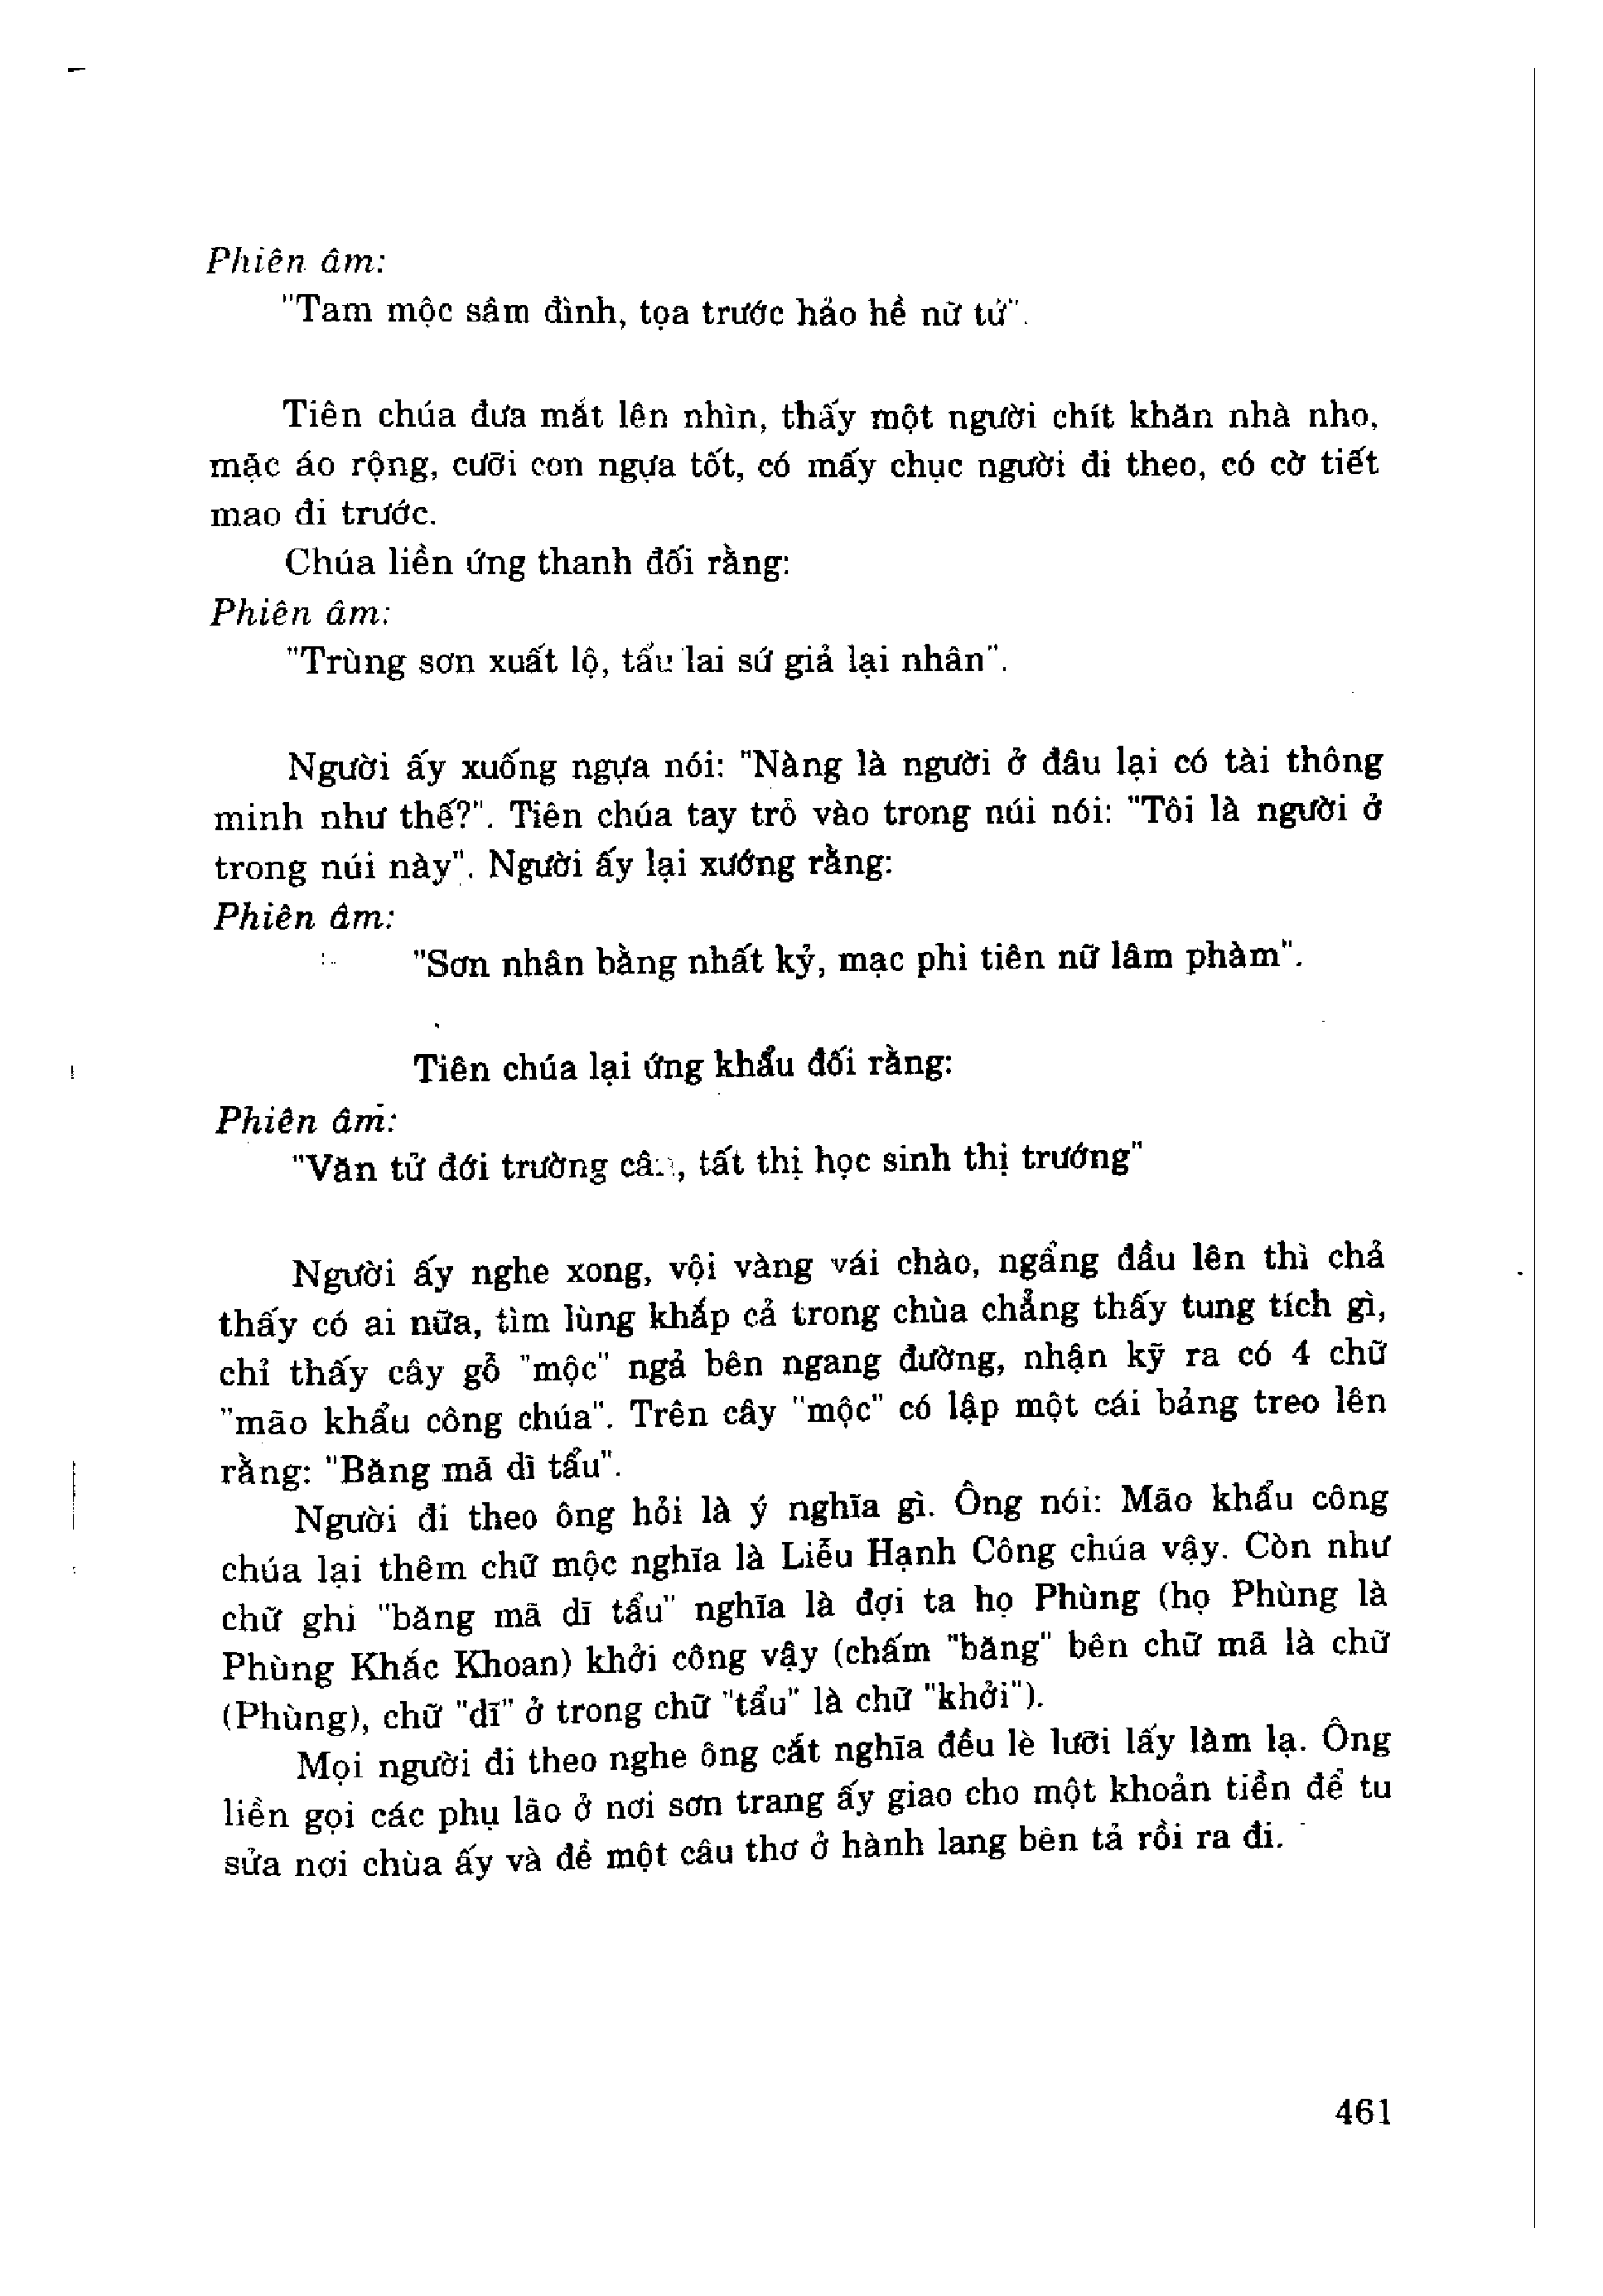 Phiên âm:
"Tam mộc sâm đình, tọa trước hảo hề nữ tử".
Tiên chúa đưa mắt lên nhìn, thấy một người chít khăn nhà nho,
mặc áo rộng, cưỡi con ngựa tốt, có mấy chục người đi theo, có cờ tiết
mao đi trước.
Chúa liền ứng thanh đối rằng:
Phiên âm:
"Trùng sơn xuất lộ, tẩu lai sứ giả lại nhân".
Người ấy xuống ngựa nói: "Nàng là người ở đâu lại có tài thông
minh như thế?". Tiên chúa tay trỏ vào trong núi nói: "Tôi là người ở
trong núi này". Người ấy lại xướng rằng:
Phiên âm:
"Sơn nhân bằng nhất kỷ, mạc phi tiên nữ lâm phàm".
Tiên chúa lại ứng khẩu đối rằng:
Phiên âm:
"Văn tử đới trường, tất thị học sinh thị trướng"
Người ấy nghe xong, vội vàng vái chào, ngẩng đầu lên thì chả
thấy có ai nữa, tìm lùng khắp cả trong chùa chẳng thấy tung tích gì,
chỉ thấy cây gỗ "mộc" ngả bên ngang đường, nhận kỹ ra có 4 chữ
"mão khẩu công chúa". Trên cây "mộc" có lập một cái bảng treo lên
rằng: "Băng mã dì tẩu".
Người đi theo ông hỏi là ý nghĩa gì. Ông nói: Mão khẩu công
chúa lại thêm chữ mộc nghĩa là Liễu Hạnh Công chúa vậy. Còn như
chữ ghi "băng mã dĩ tẩu" nghĩa là đợi ta họ Phùng (họ Phùng là
Phùng Khắc Khoan) khởi công vậy (chấm "băng" bên chữ mã là chữ
(Phùng), chữ "dĩ" ở trong chữ "tẩu" là chữ "khởi").
Mọi người đi theo nghe ông cắt nghĩa đều lè lưỡi lấy làm lạ. Ông
liền gọi các phụ lão ở nơi sơn trang ấy giao cho một khoản tiền để tu
sửa nơi chùa ấy và đề một câu thơ ở hành lang bên tả rồi ra đi.
461